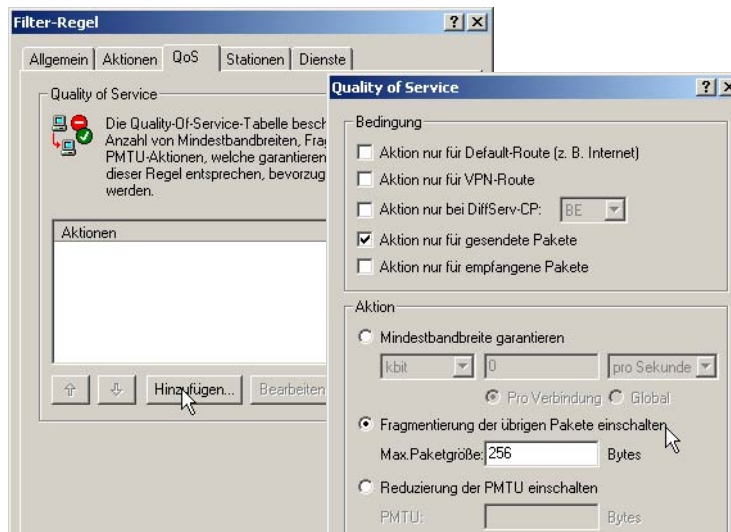 Filter-Regel
Allgemein Aktionen QoS Stationen Dienste
Quality of Service
Die Quality-Of-Service-Tabelle besch
Anzahl von Mindestbandbreiten, Frag
PMTU-Aktionen, welche garantieren
dieser Regel entsprechen, bevorzug
werden.
Aktionen
Hinzufügen... Bearbeiten
Quality of Service
Bedingung
Aktion nur für Default-Route (z. B. Internet)
Aktion nur für VPN-Route
Aktion nur bei DiffServ-CP: BE
Aktion nur für gesendete Pakete
Aktion nur für empfangene Pakete
Aktion
Mindestbandbreite garantieren
kbit 0 pro Sekunde
Pro Verbindung Global
Fragmentierung der übrigen Pakete einschalten
Max.Paketgröße: 256 Bytes
Reduzierung der PMTU einschalten
PMTU: Bytes